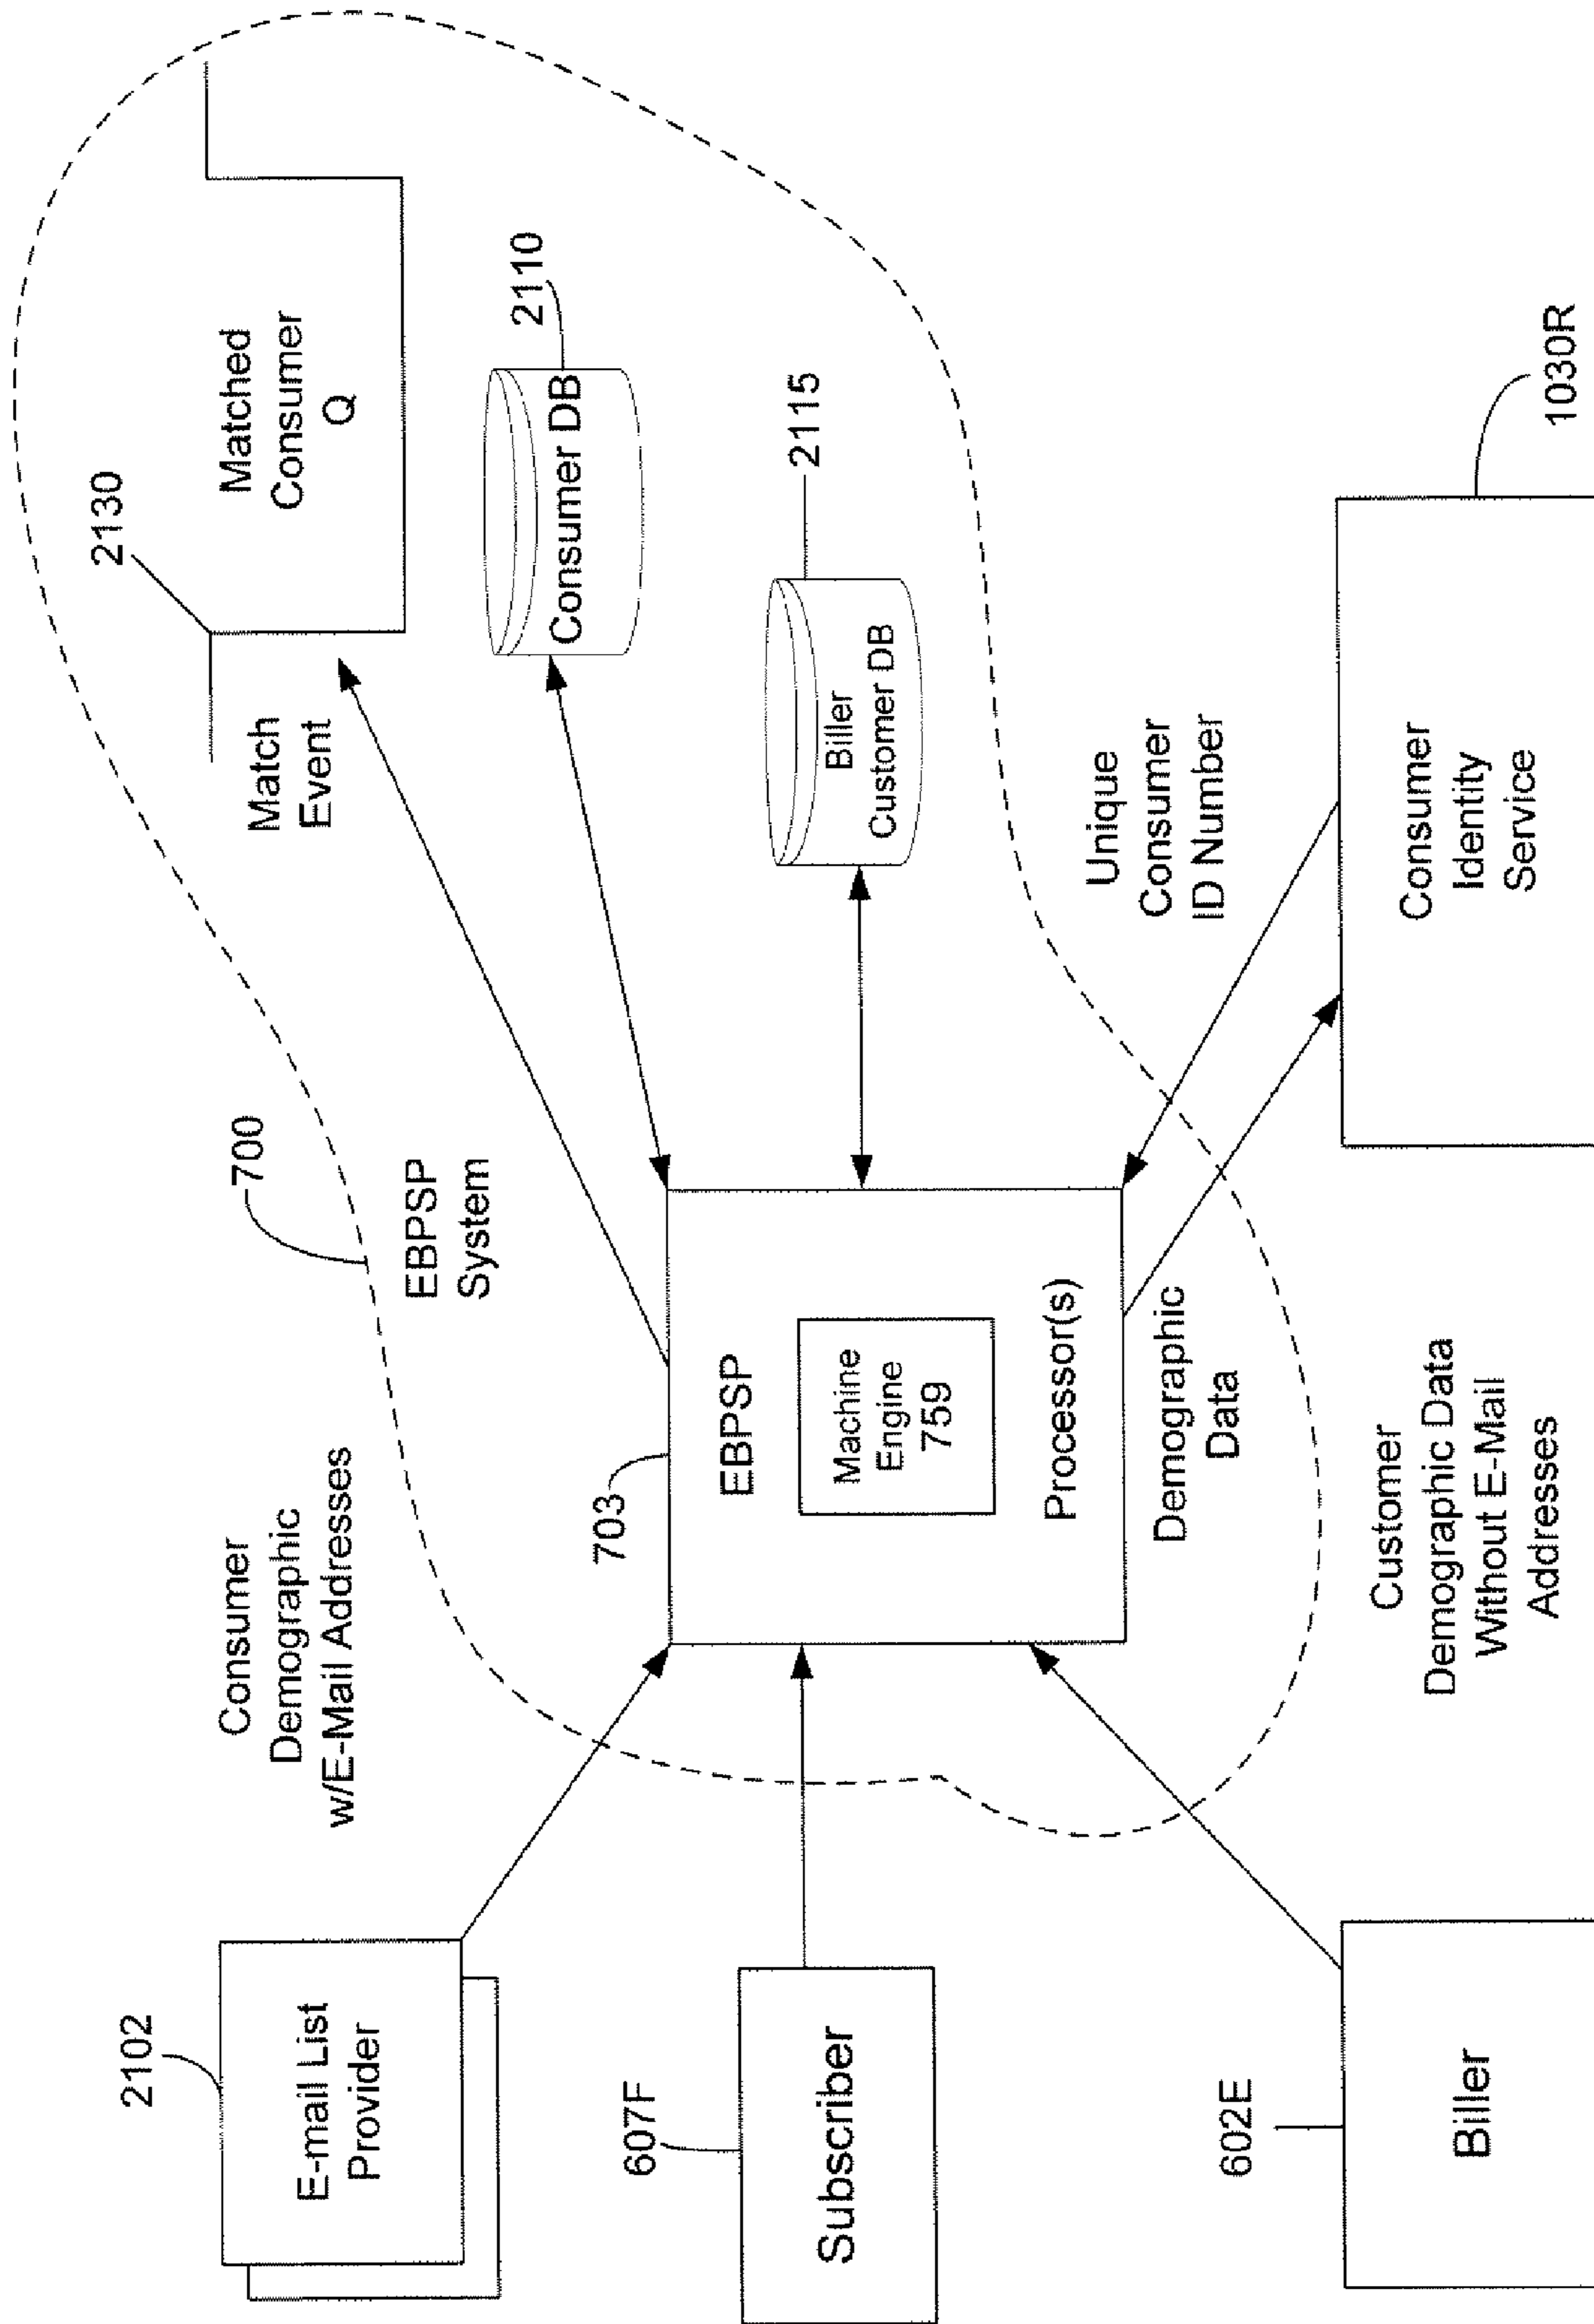 2102
E-mail List
Provider
Consumer
Demographic
w/E-Mail Addresses
700
EBPSP
System
Match
Event
2130
Matched
Consumer
Q
607F
Subscriber
703
EBPSP
Machine
Engine
759
Processor(s)
Consumer DB
2110
Biller
Customer DB
2115
602E
Biller
Customer
Demographic Data
Without E-Mail
Addresses
Demographic
Data
Unique
Consumer
ID Number
Consumer
Identity
Service
1030R